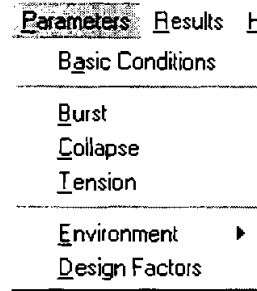 Parameters Results H
Basic Conditions
Burst
Collapse
Tension
Environment
Design Factors